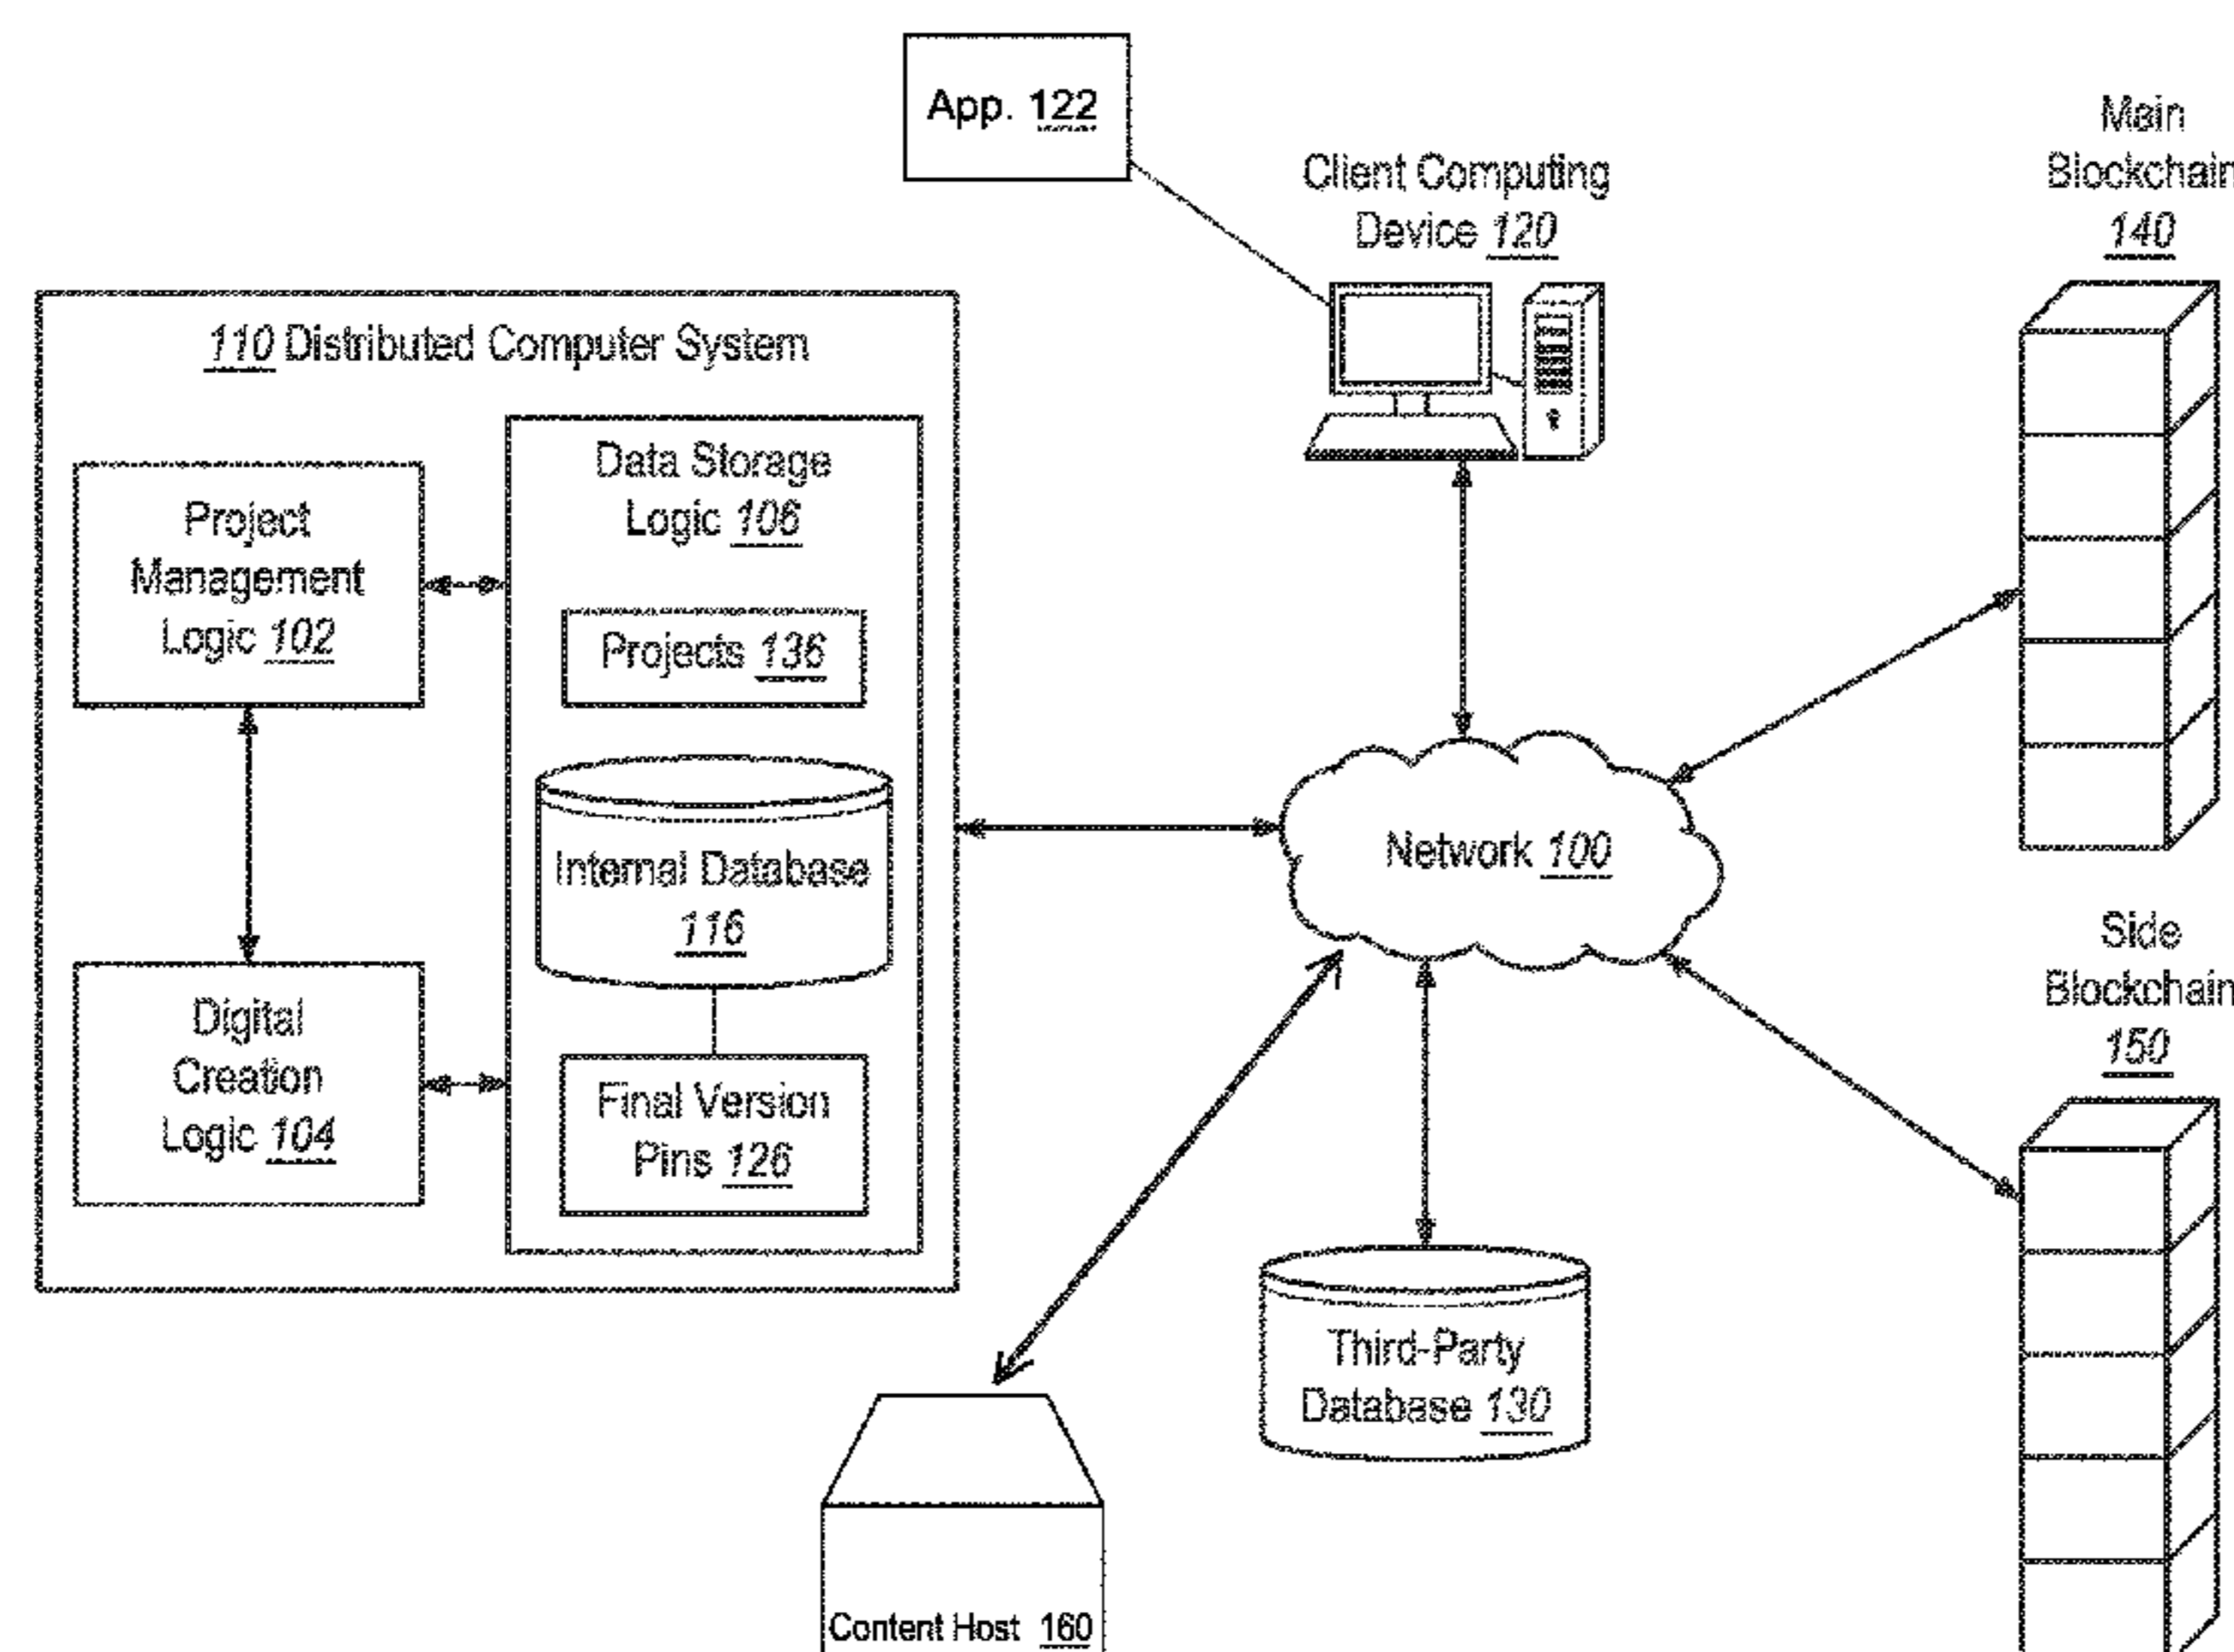 App. 122
Client Computing
Device 120
Main
Blockchain
140
110 Distributed Computer System
Project
Management
Logic 102
Data Storage
Logic 106
Projects 136
Internal Database
116
Final Version
Pins 126
Digital
Creation
Logic 104
Network 100
Side
Blockchain
150
Third-Party
Database 130
Content Host 160